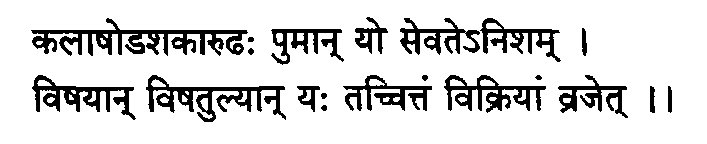 कलाषोडशकारुढः पुमान् यो सेवतेऽनिशम् ।
विषयान् विषतुल्यान् यः तच्चित्तं विक्रियां व्रजेत् ।।